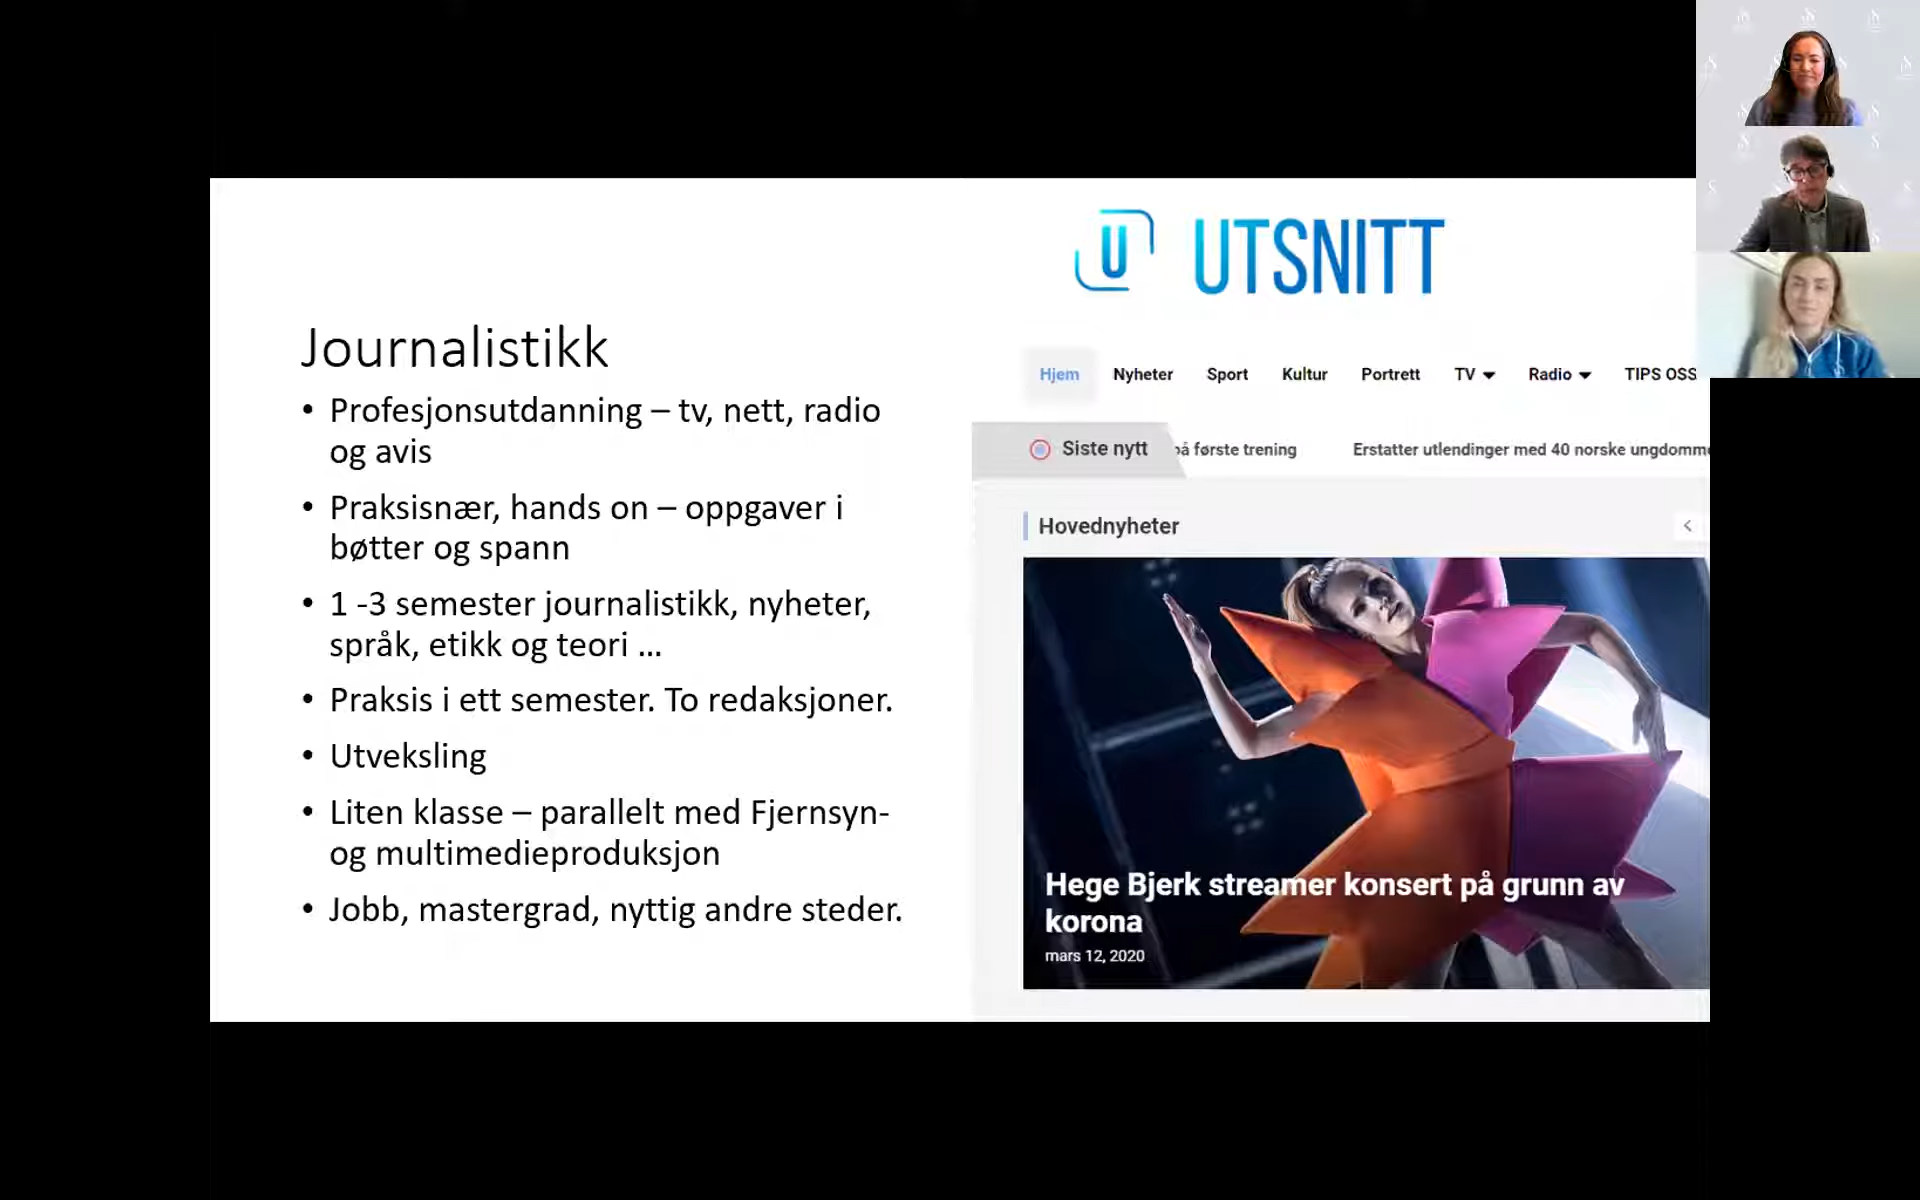 Journalistikk
• Profesjonsutdanning – tv, nett, radio
og avis
• Praksisnær, hands on – oppgaver i
bøtter og spann
• 1 -3 semester journalistikk, nyheter,
språk, etikk og teori ...
• Praksis i ett semester. To redaksjoner.
• Utveksling
• Liten klasse – parallelt med Fjernsyn-
og multimedieproduksjon
• Jobb, mastergrad, nyttig andre steder.
U UTSNITT
Hjem Nyheter Sport Kultur Portrett TV Radio TIPS OSS
Siste nytt på første trening Erstatter utlendinger med 40 norske
Hovednyheter
Hege Bjerk streamer konsert på grunn av
korona
mars 12, 2020